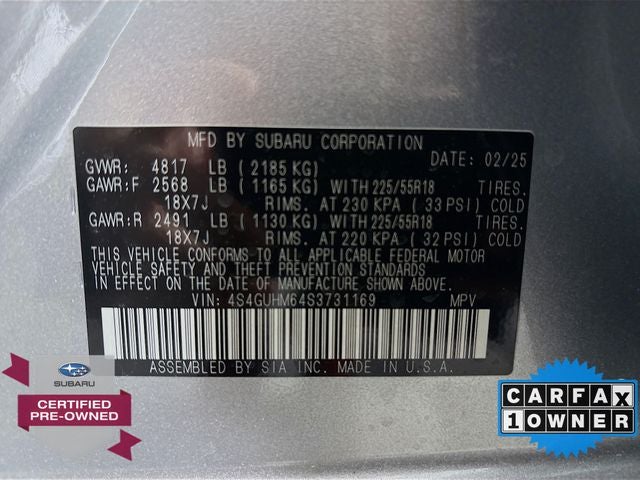 MFD BY SUBARU CORPORATION
GVWR: 4817 LB (2185 KG) DATE: 02/25
GAWR:F 2568 LB (1165 KG) WITH 225/55R18 TIRES.
18X7J RIMS. AT 230 KPA (33 PSI) COLD
GAWR:R 2491 LB (1130 KG) WITH 225/55R18 TIRES.
18X7J RIMS. AT 220 KPA (32 PSI) COLD
THIS VEHICLE CONFORMS TO ALL APPLICABLE FEDERAL MOTOR
VEHICLE SAFETY AND THEFT PREVENTION STANDARDS
IN EFFECT ON THE DATE OF MANUFACTURE SHOWN ABOVE.
VIN: 4S4GUHM64S3731169 MPV
ASSEMBLED BY SIA INC. MADE IN U.S.A.
SUBARU
CERTIFIED
PRE-OWNED
CARFAX
1 OWNER